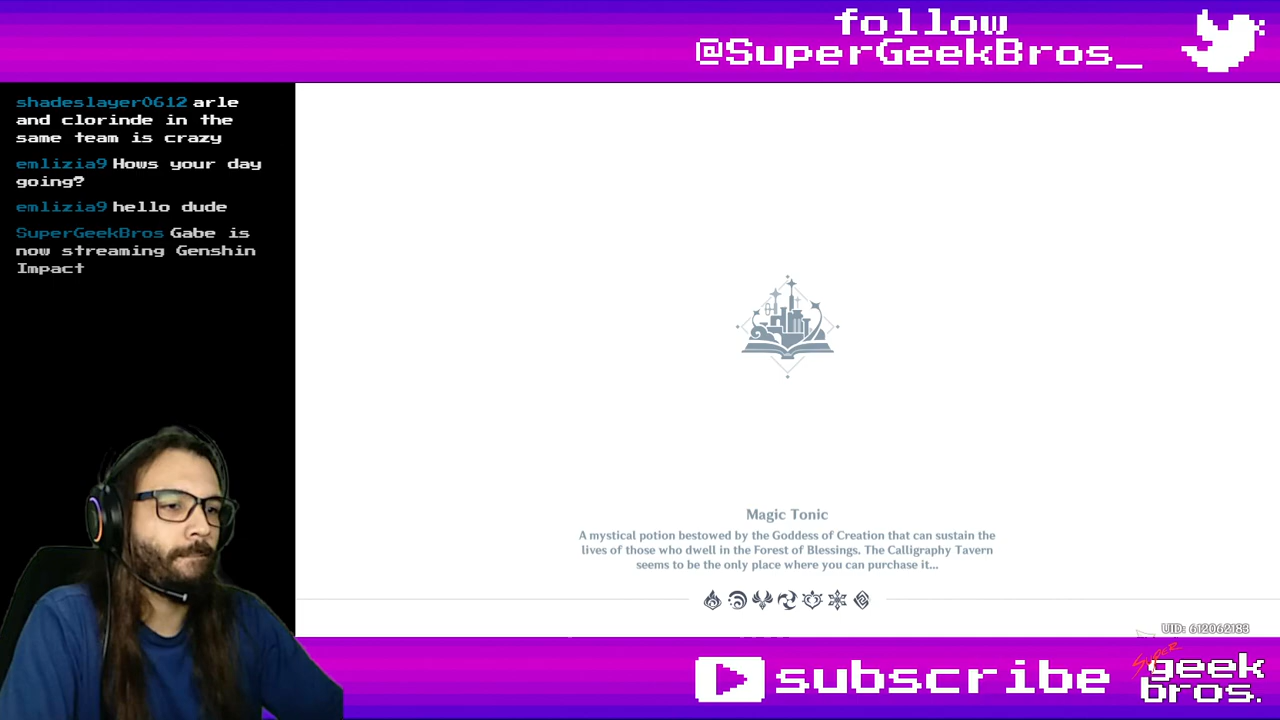 follow
@SuperGeekBros_
shadeslayer0612 arle
and clorinde in the
same team is crazy
emlizia9 Hows your day
going?
emlizia9 hello dude
SuperGeekBros Gabe is
now streaming Genshin
Impact
Magic Tonic
A mystical potion bestowed by the Goddess of Creation that can sustain the
lives of those who dwell in the Forest of Blessings. The Calligraphy Tavern
seems to be the only place where you can purchase it...
UID: 612062183
subscribe
SUPER
geek
bros.